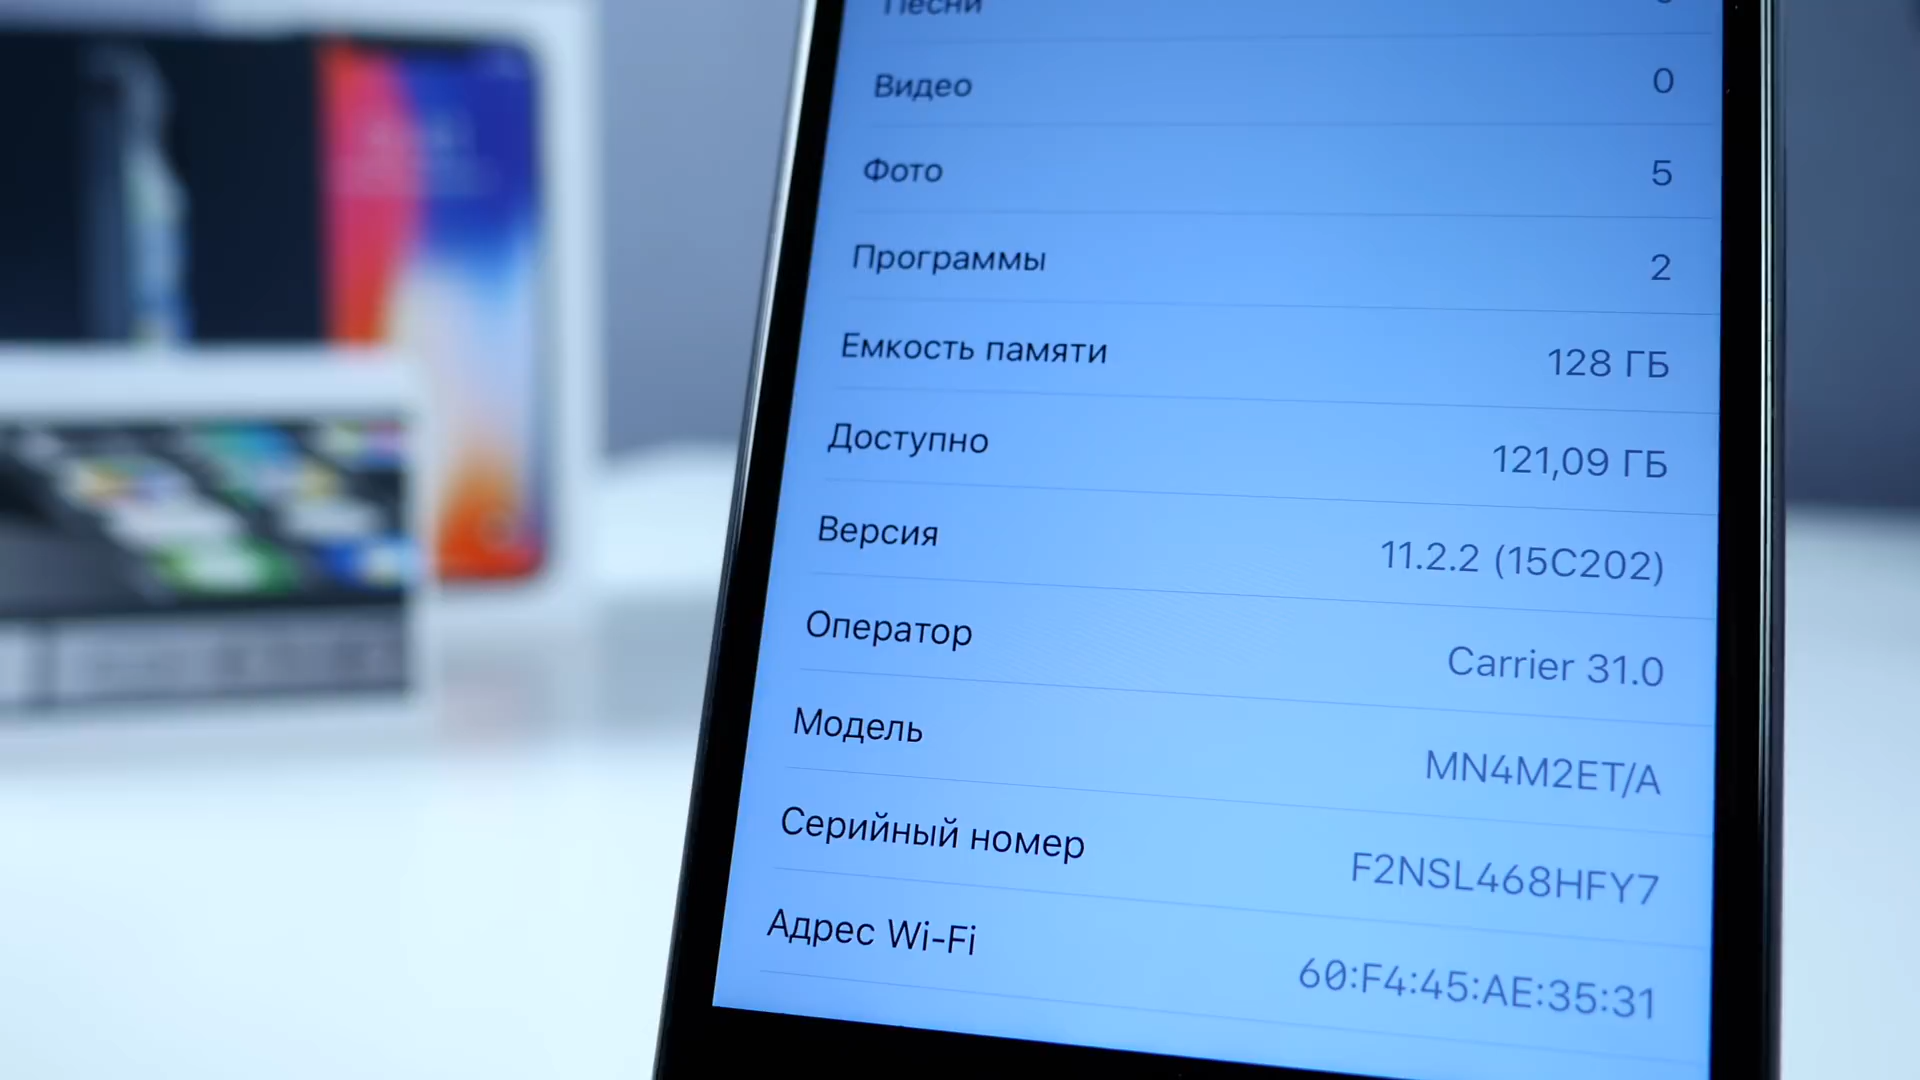 Песни
Видео 0
Фото 5
Программы 2
Емкость памяти 128 ГБ
Доступно 121,09 ГБ
Версия 11.2.2 (15C202)
Оператор Carrier 31.0
Модель MN4M2ET/A
Серийный номер F2NSL468HFY7
Адрес Wi-Fi 60:F4:45:AE:35:31